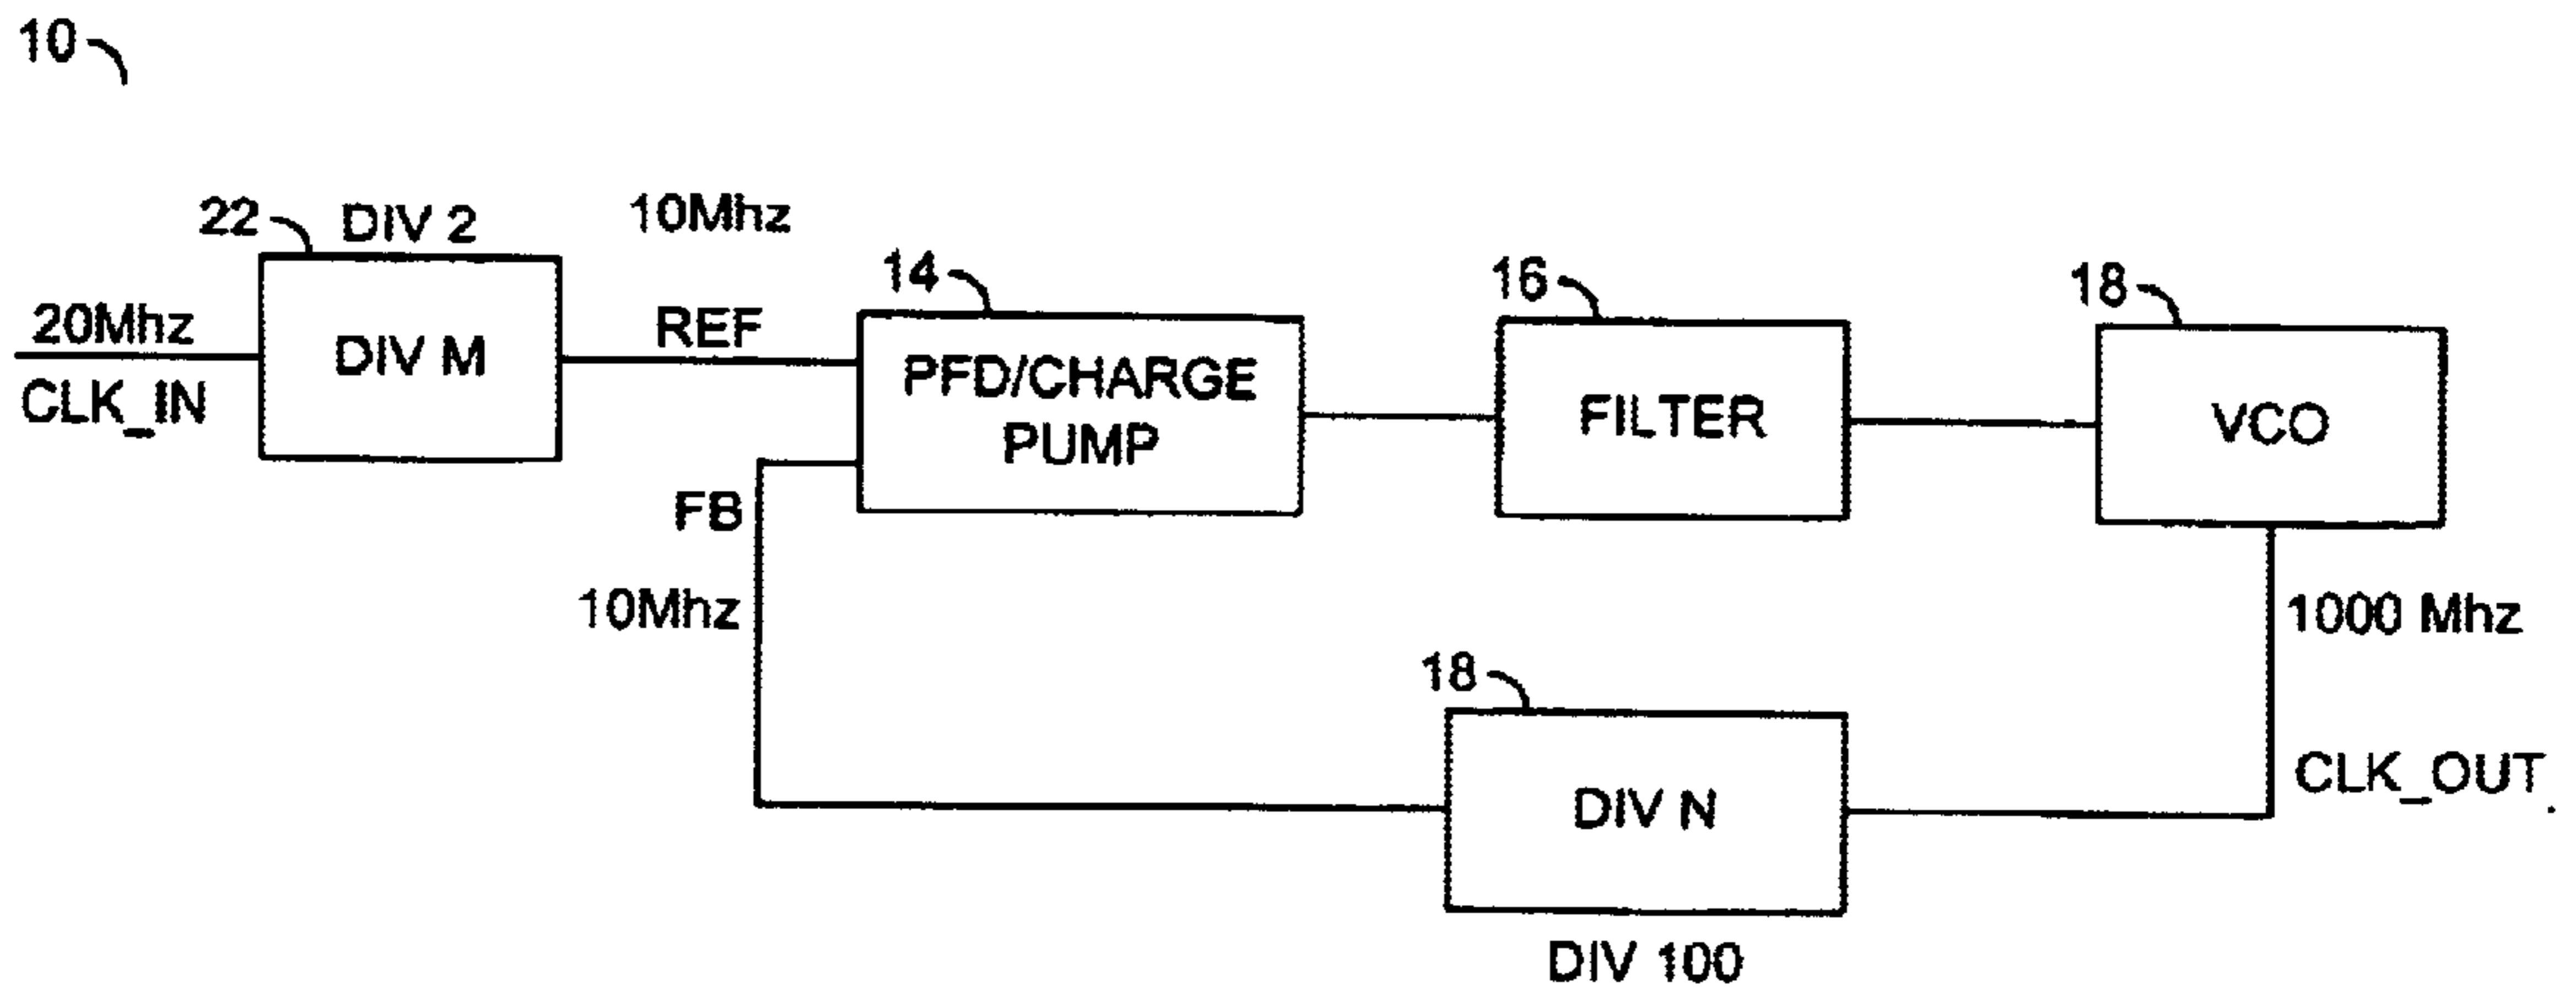 10
22
DIV 2
10Mhz
20Mhz
CLK_IN
DIV M
REF
14
PFD/CHARGE
PUMP
16
FILTER
18
VCO
FB
10Mhz
1000 Mhz
18
DIV N
CLK_OUT
DIV 100